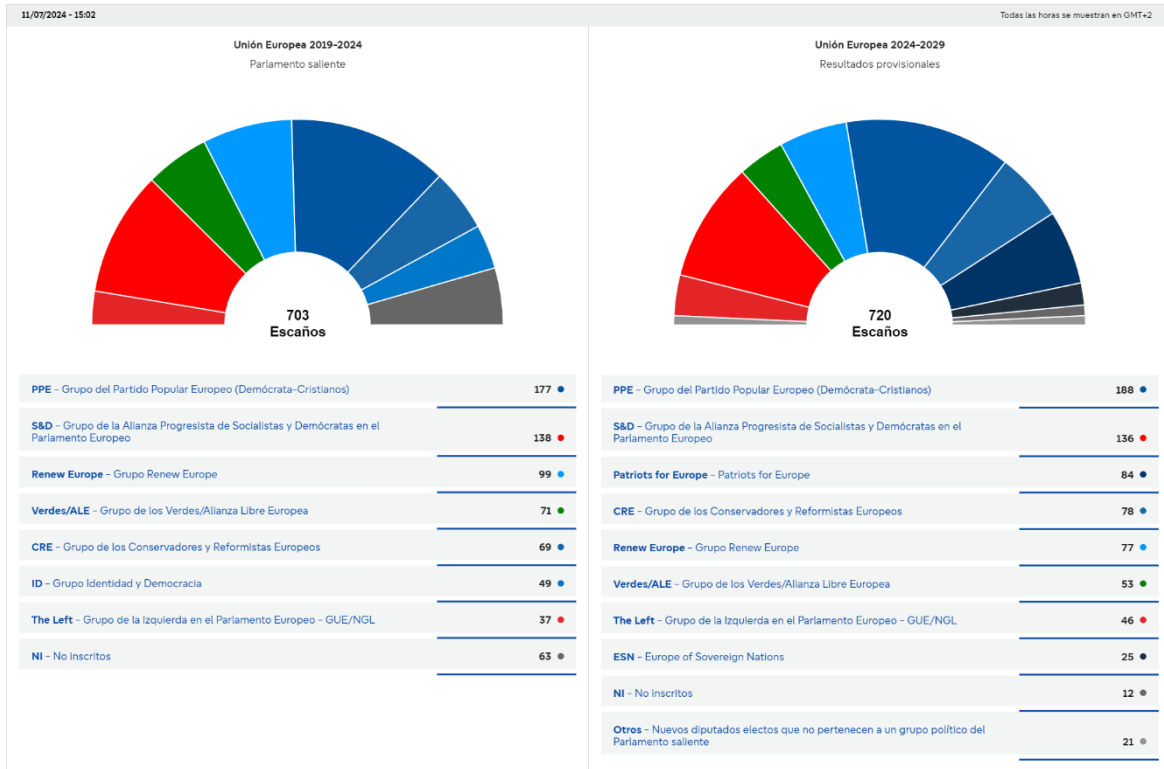 11/07/2024 - 15:02
Todas las horas se muestran en GMT+2
Unión Europea 2019-2024
Parlamento saliente
703
Escaños
PPE - Grupo del Partido Popular Europeo (Demócrata-Cristianos) 177
S&D - Grupo de la Alianza Progresista de Socialistas y Demócratas en el
Parlamento Europeo 138
Renew Europe - Grupo Renew Europe 99
Verdes/ALE - Grupo de los Verdes/Alianza Libre Europea 71
CRE - Grupo de los Conservadores y Reformistas Europeos 69
ID - Grupo Identidad y Democracia 49
The Left - Grupo de la Izquierda en el Parlamento Europeo - GUE/NGL 37
NI - No inscritos 63
Unión Europea 2024-2029
Resultados provisionales
720
Escaños
PPE - Grupo del Partido Popular Europeo (Demócrata-Cristianos) 188
S&D - Grupo de la Alianza Progresista de Socialistas y Demócratas en el
Parlamento Europeo 136
Patriots for Europe - Patriots for Europe 84
CRE - Grupo de los Conservadores y Reformistas Europeos 78
Renew Europe - Grupo Renew Europe 77
Verdes/ALE - Grupo de los Verdes/Alianza Libre Europea 53
The Left - Grupo de la Izquierda en el Parlamento Europeo - GUE/NGL 46
ESN - Europe of Sovereign Nations 25
NI - No inscritos 12
Otros - Nuevos diputados electos que no pertenecen a un grupo político del
Parlamento saliente 21